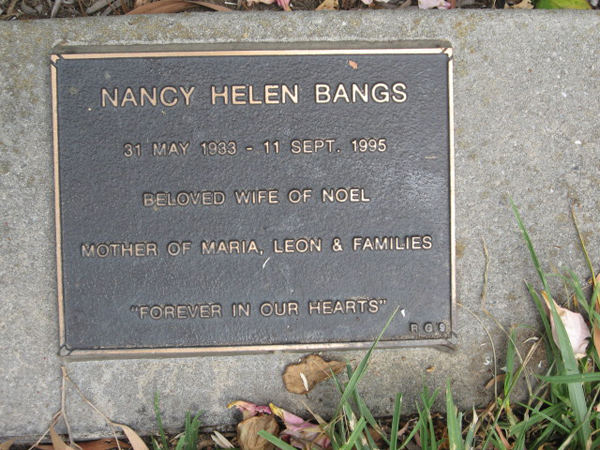 NANCY HELEN BANGS
31 MAY 1933 - 11 SEPT. 1995
BELOVED WIFE OF NOEL
MOTHER OF MARIA, LEON & FAMILIES
"FOREVER IN OUR HEARTS"
R G 9